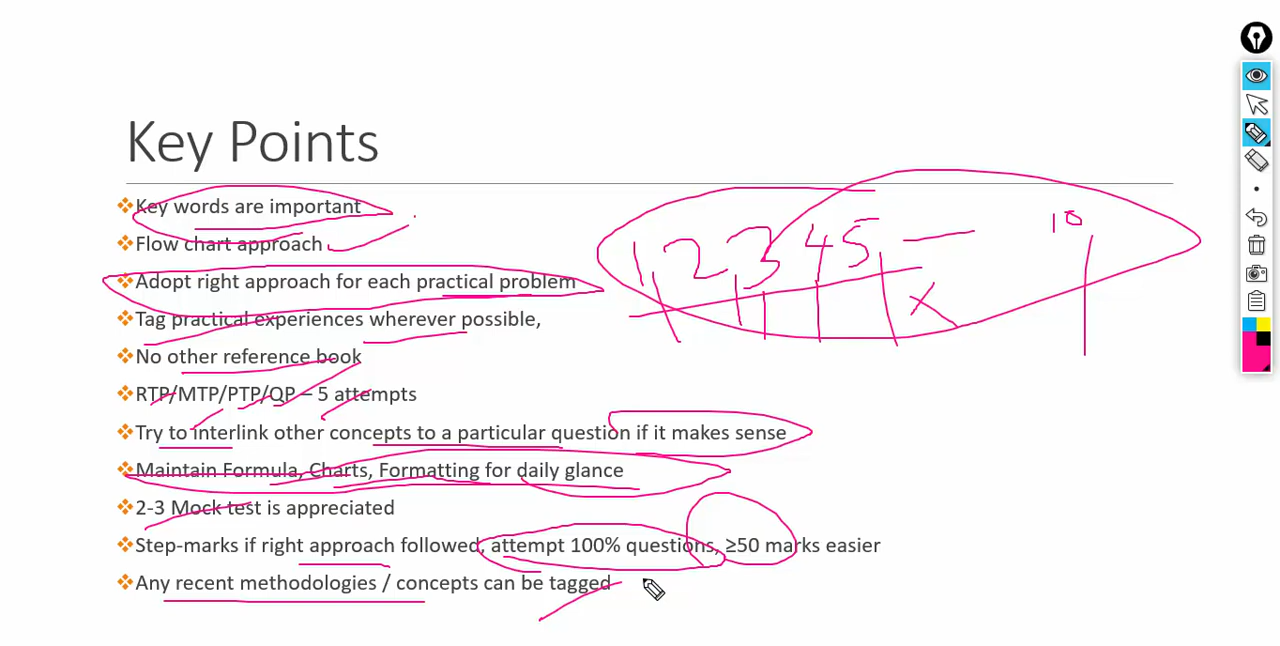 Key Points
Key words are important
Flow chart approach
1, 2, 3 4 5 — 10
Adopt right approach for each practical problem
x
Tag practical experiences wherever possible,
No other reference book
RTP/MTP/PTP/QP – 5 attempts
Try to interlink other concepts to a particular question if it makes sense
Maintain Formula, Charts, Formatting for daily glance
2-3 Mock test is appreciated
Step-marks if right approach followed, attempt 100% questions, ≥50 marks easier
Any recent methodologies / concepts can be tagged